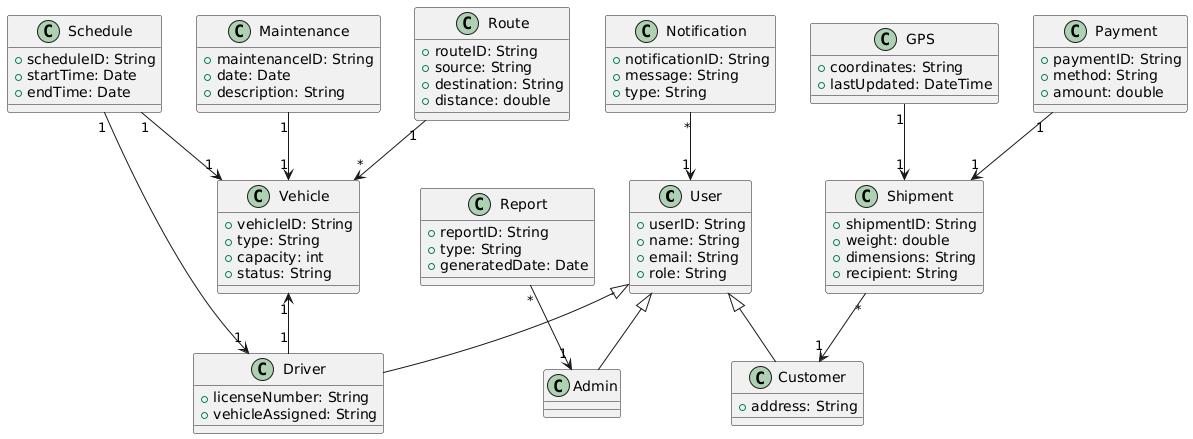 C Schedule
scheduleID: String
startTime: Date
endTime: Date
C Maintenance
maintenanceID: String
date: Date
description: String
C Route
routeID: String
source: String
destination: String
distance: double
C Notification
notificationID: String
message: String
type: String
C GPS
coordinates: String
lastUpdated: DateTime
C Payment
paymentID: String
method: String
amount: double
1
1
1
1
*
1
1
1
1
*
1
1
1
C Vehicle
vehicleID: String
type: String
capacity: int
status: String
C Report
reportID: String
type: String
generatedDate: Date
C User
userID: String
name: String
email: String
role: String
C Shipment
shipmentID: String
weight: double
dimensions: String
recipient: String
1
*
*
1
1
1
1
C Driver
licenseNumber: String
vehicleAssigned: String
C Admin
C Customer
address: String